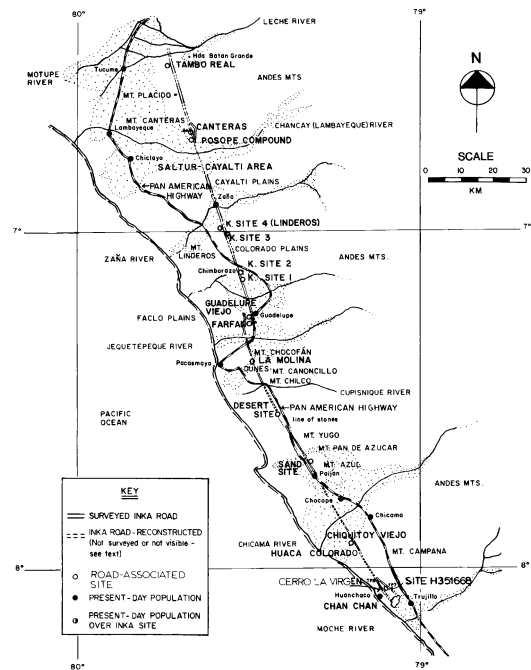 80°
79°
LECHE RIVER
Hda Batan Grande
TAMBO REAL
MOTUPE
RIVER
Tucume
ANDES MTS.
MT. PLACIDO
MT. CANTERAS
CANTERAS
CHANCAY (LAMBAYEQUE) RIVER
POSOPE COMPOUND
Lambayeque
Chiclayo
SALTUR-CAYALTI AREA
PAN AMERICAN
HIGHWAY
CAYALTI PLAINS
Zaña
N
SCALE
0 10 20 30
KM
7°
7°
K. SITE 4 (LINDEROS)
K. SITE 3
COLORADO PLAINS
MT.
LINDEROS
ZAÑA RIVER
K. SITE 2
Chimborazo
K. SITE 1
ANDES MTS.
GUADELUPE
VIEJO
Guadelupe
FACLO PLAINS
FARFAN
JEQUETEPEQUE RIVER
MT. CHOCOFÁN
LA MOLINA
DUNES
MT. CANONCILLO
Pacasmayo
MT. CHILCO
CUPISNIQUE RIVER
PACIFIC
OCEAN
DESERT
SITE
PAN AMERICAN HIGHWAY
line of stones
MT. YUGO
MT. PAN DE AZUCAR
SAND
SITE
MT. AZUL
Paiján
ANDES MTS.
Chocope
Chicama
CHICAMA RIVER
CHIQUITOY VIEJO
HUACA COLORADO
MT. CAMPANA
8°
8°
CERRO LA VIRGEN
SITE H351668
Huanchaco
CHAN CHAN
Trujillo
MOCHE RIVER
KEY
SURVEYED INKA ROAD
INKA ROAD-RECONSTRUCTED
(Not surveyed or not visible -
see text)
ROAD-ASSOCIATED
SITE
PRESENT-DAY POPULATION
PRESENT-DAY POPULATION
OVER INKA SITE
80°
79°